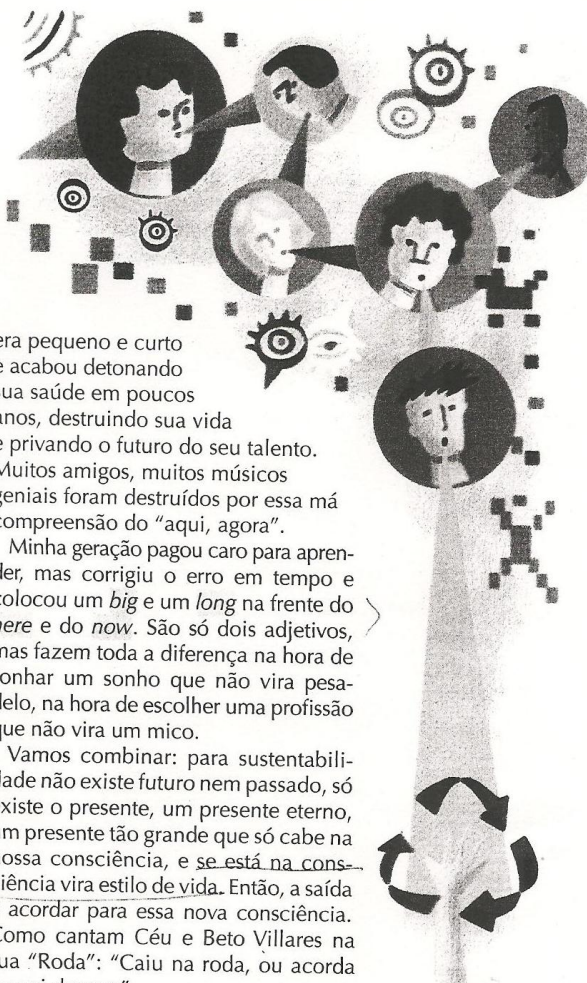 era pequeno e curto
e acabou detonando
sua saúde em poucos
anos, destruindo sua vida
e privando o futuro do seu talento.
Muitos amigos, muitos músicos
geniais foram destruídos por essa má
compreensão do “aqui, agora”.
Minha geração pagou caro para apren-
der, mas corrigiu o erro em tempo e
colocou um big e um long na frente do
here e do now. São só dois adjetivos,
mas fazem toda a diferença na hora de
sonhar um sonho que não vira pesa-
delo, na hora de escolher uma profissão
que não vira um mico.
Vamos combinar: para sustentabili-
dade não existe futuro nem passado, só
existe o presente, um presente eterno,
um presente tão grande que só cabe na
nossa consciência, e se está na cons-
ciência vira estilo de vida. Então, a saída
acordar para essa nova consciência.
Como cantam Céu e Beto Villares na
sua “Roda”: “Caiu na roda, ou acorda